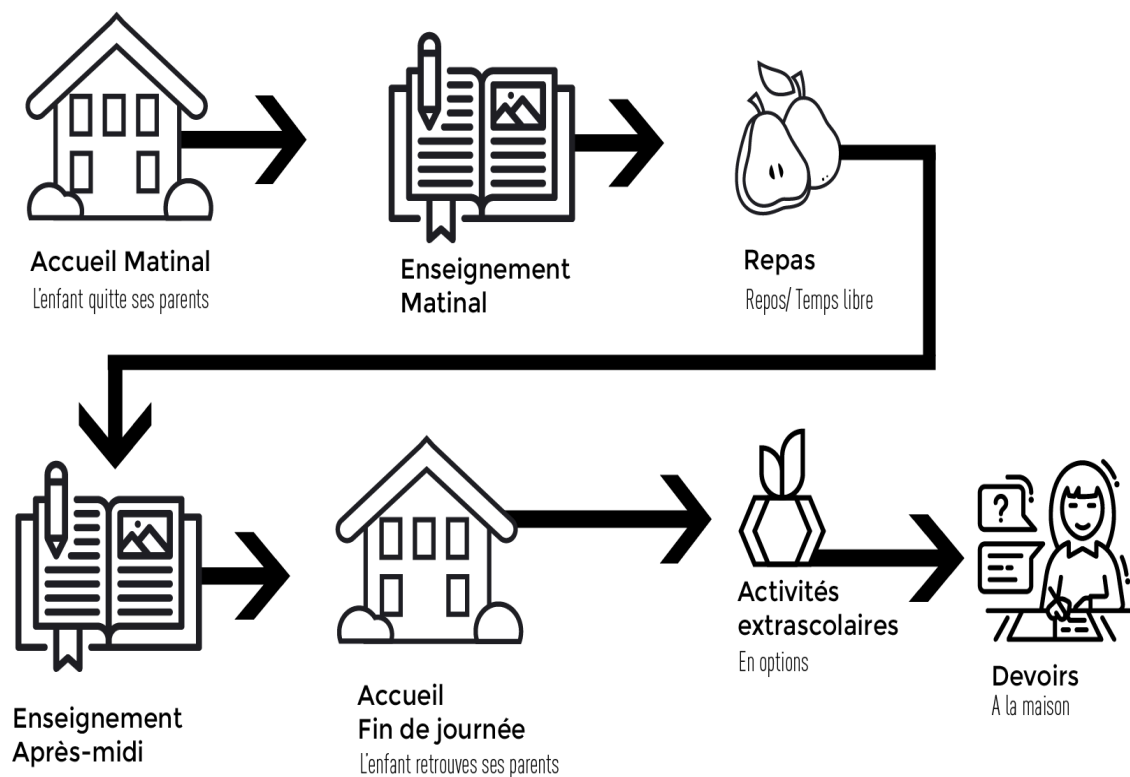 Accueil Matinal
L'enfant quitte ses parents
Enseignement
Matinal
Repas
Repos/ Temps libre
Enseignement
Après-midi
Accueil
Fin de journée
L'enfant retrouves ses parents
Activités
extrascolaires
En options
?
Devoirs
A la maison